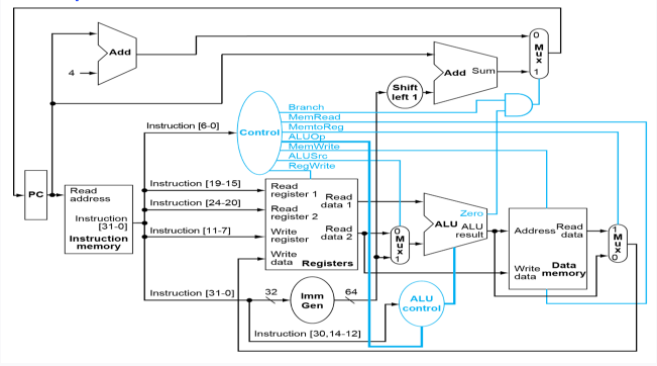 Add
4
0
Mux
1
Add Sum
Shift
left 1
Branch
MemRead
MemtoReg
ALUOp
MemWrite
ALUSrc
RegWrite
Control
Instruction [6-0]
PC
Read
address
Instruction
[31-0]
Instruction
memory
Instruction [19-15]
Instruction [24-20]
Instruction [11-7]
Instruction [31-0]
Instruction [30,14-12]
Read
register 1
Read
register 2
Write
register
Write
data
Read
data 1
Read
data 2
Registers
0
Mux
1
Zero
ALU ALU
result
Address
Read
data
Write
data
Data
memory
1
Mux
0
32
Imm
Gen
64
ALU
control